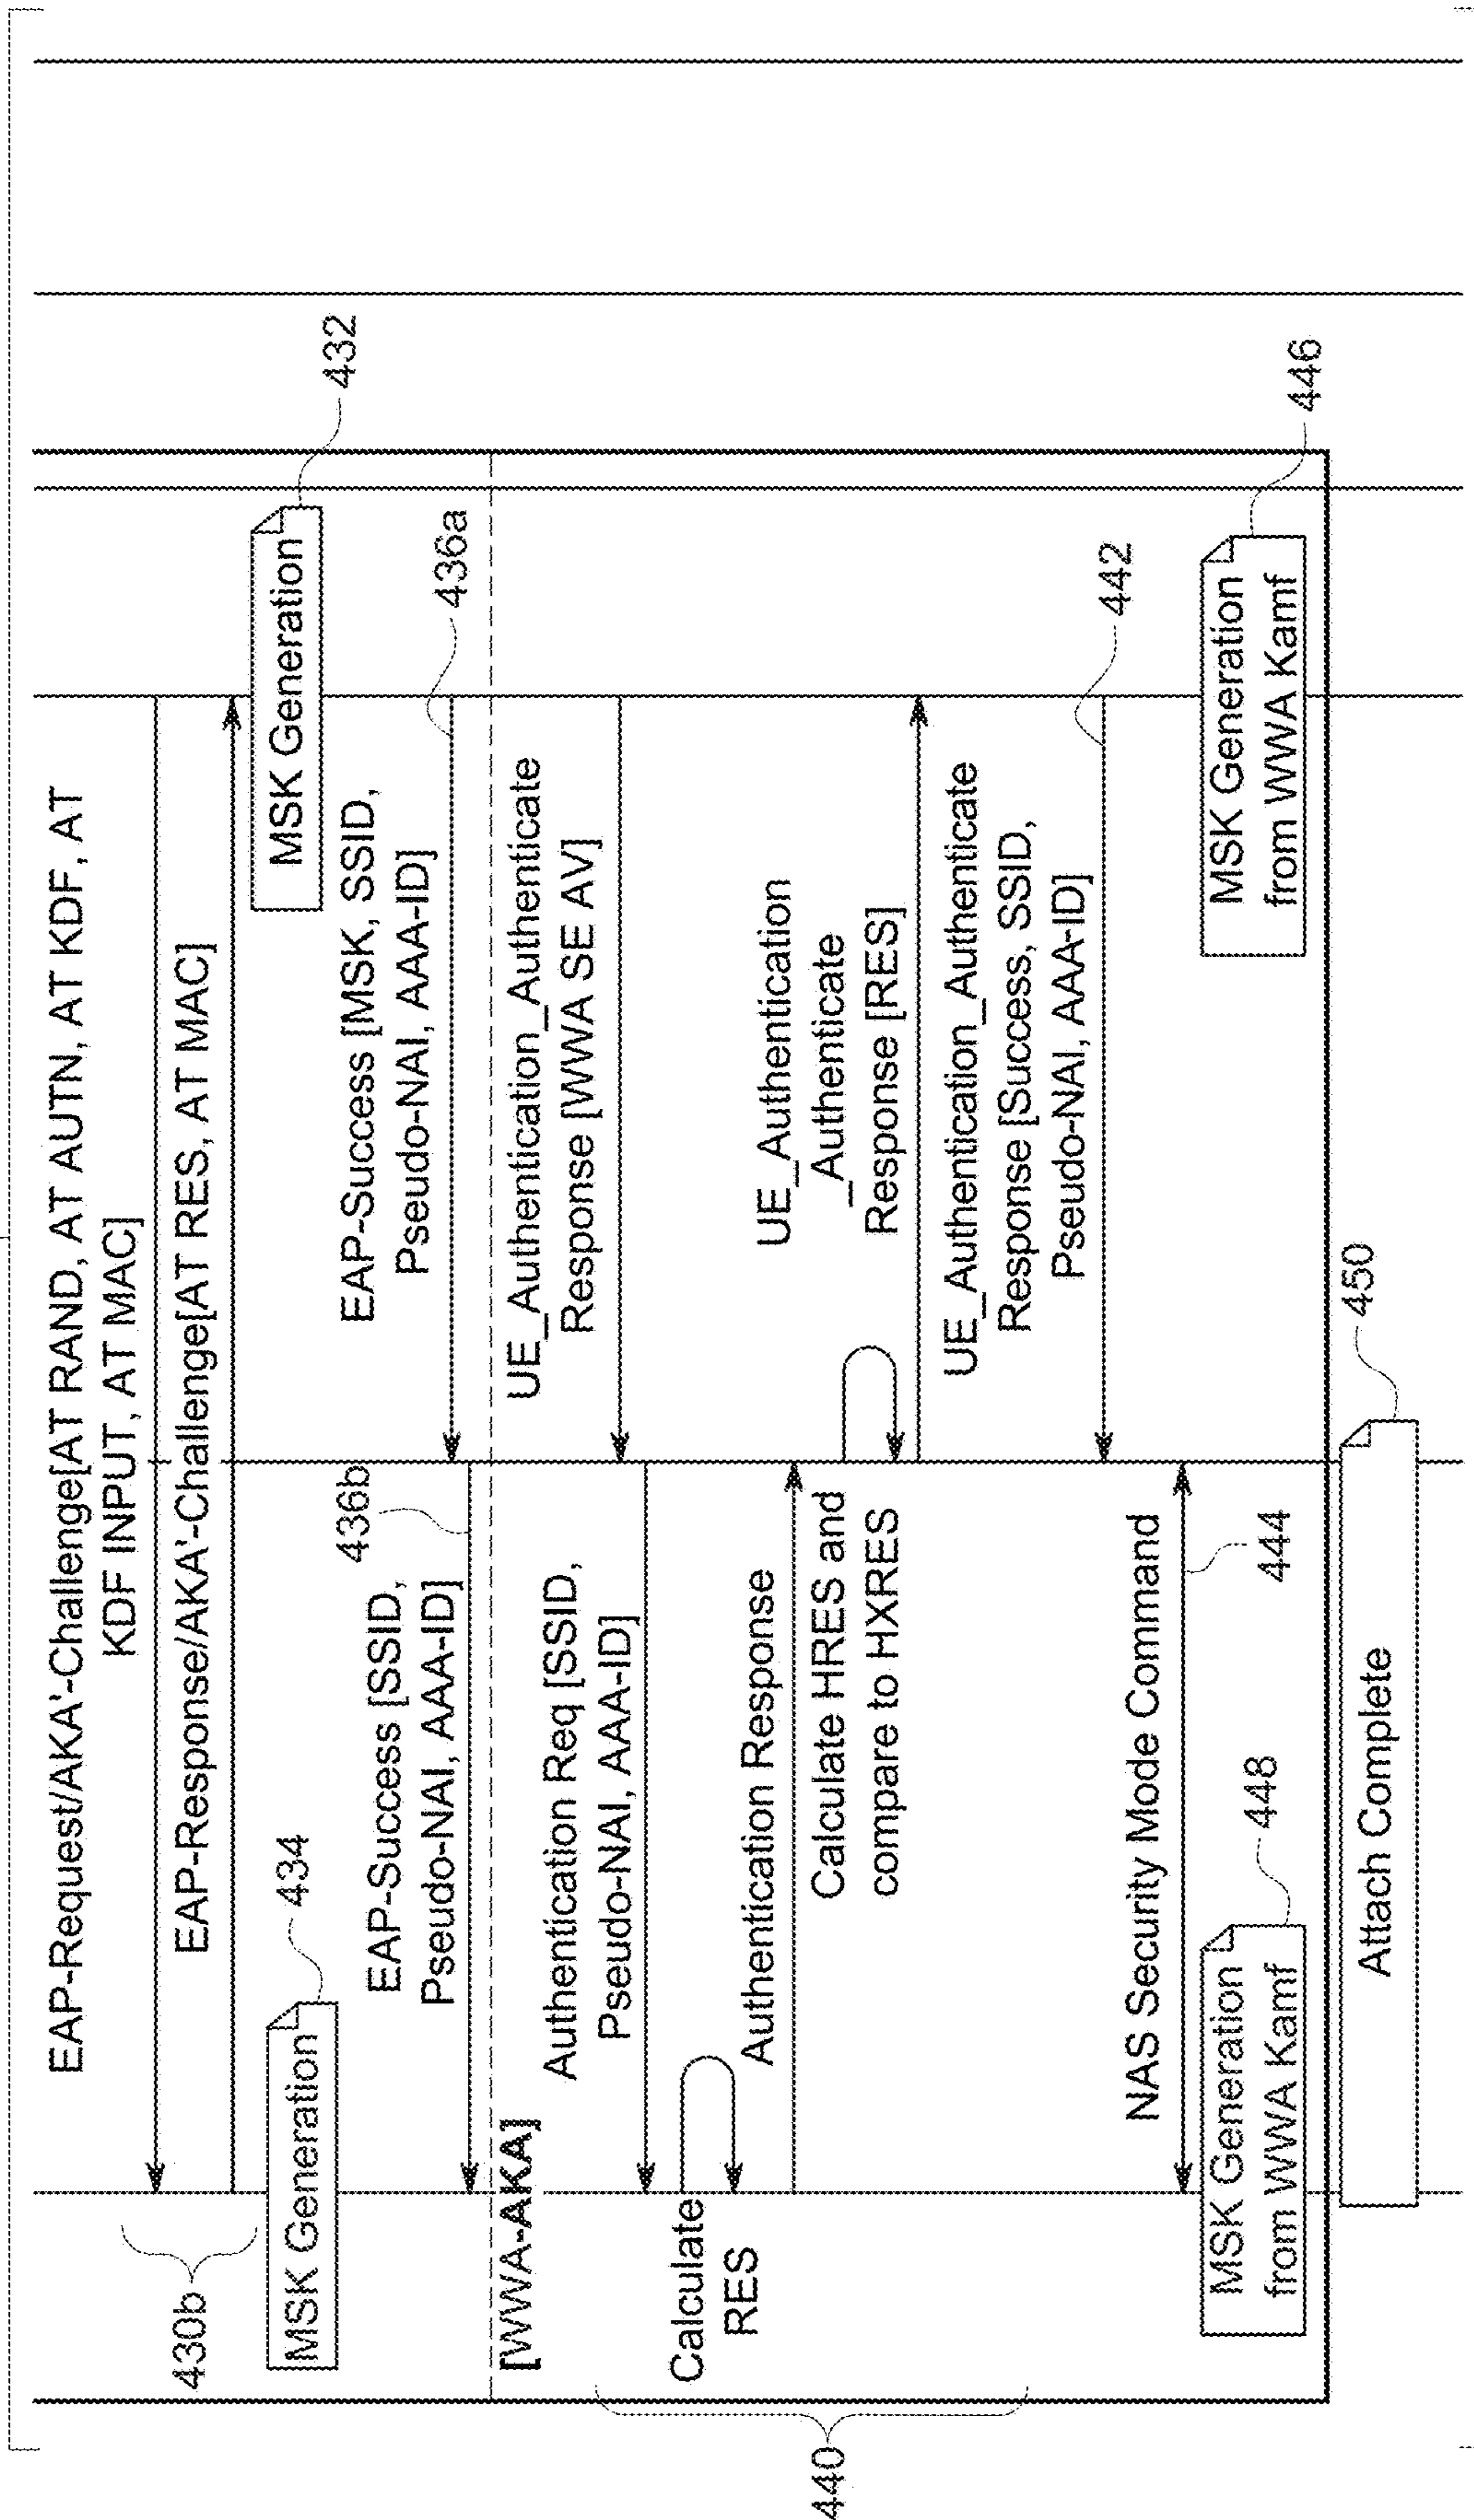 EAP-Request/AKA'-Challenge[AT RAND, AT AUTN, AT KDF, AT
KDF INPUT, AT MAC]
430b
EAP-Response/AKA'-Challenge[AT RES, AT MAC]
432
MSK Generation
434
MSK Generation
EAP-Success [MSK, SSID,
Pseudo-NAI, AAA-ID]
436a
EAP-Success [SSID,
Pseudo-NAI, AAA-ID]
436b
[WWA-AKA]
UE_Authentication_Authenticate
Response [WWA SE AV]
Authentication Req [SSID,
Pseudo-NAI, AAA-ID]
Calculate
RES
440
Authentication Response
Calculate HRES and
compare to HXRES
UE_Authentication
_Authenticate
Response [RES]
UE_Authentication_Authenticate
Response [Success, SSID,
Pseudo-NAI, AAA-ID]
442
NAS Security Mode Command
444
MSK Generation
from WWA Kamf
446
MSK Generation
from WWA Kamf
448
Attach Complete
450